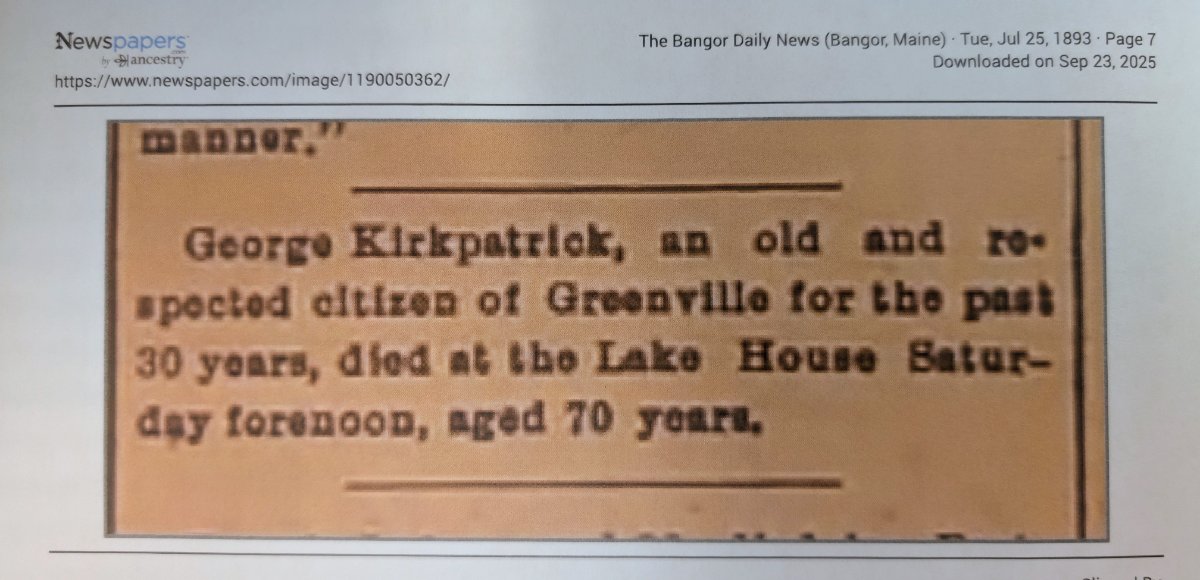 Newspapers
by ancestry
https://www.newspapers.com/image/1190050362/
The Bangor Daily News (Bangor, Maine) · Tue, Jul 25, 1893 · Page 7
Downloaded on Sep 23, 2025
manner."
George Kirkpatrick, an old and re-
spected citizen of Greenville for the past
30 years, died at the Lake House Satur-
day forenoon, aged 70 years.